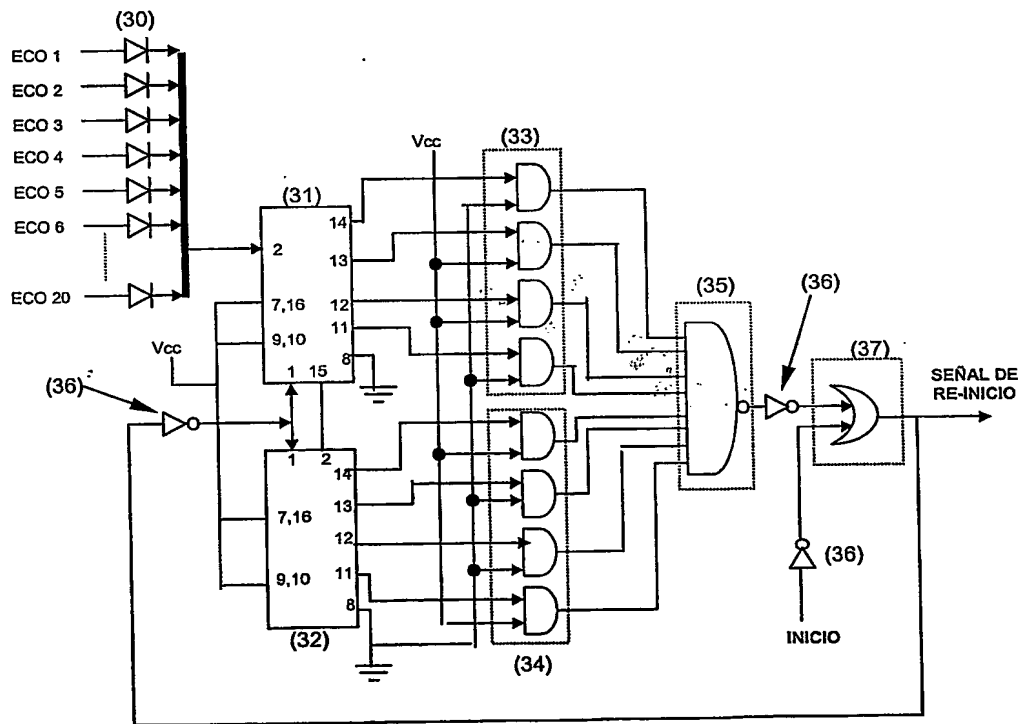 (30)
ECO 1
ECO 2
ECO 3
ECO 4
ECO 5
ECO 6
ECO 20
(31)
2
14
13
12
11
7,16
9,10
8
1 15
Vcc
(36)
Vcc
(33)
1 2
14
13
7,16
12
11
9,10
8
(32)
(34)
(35)
(36)
(37)
SEÑAL DE
RE-INICIO
(36)
INICIO